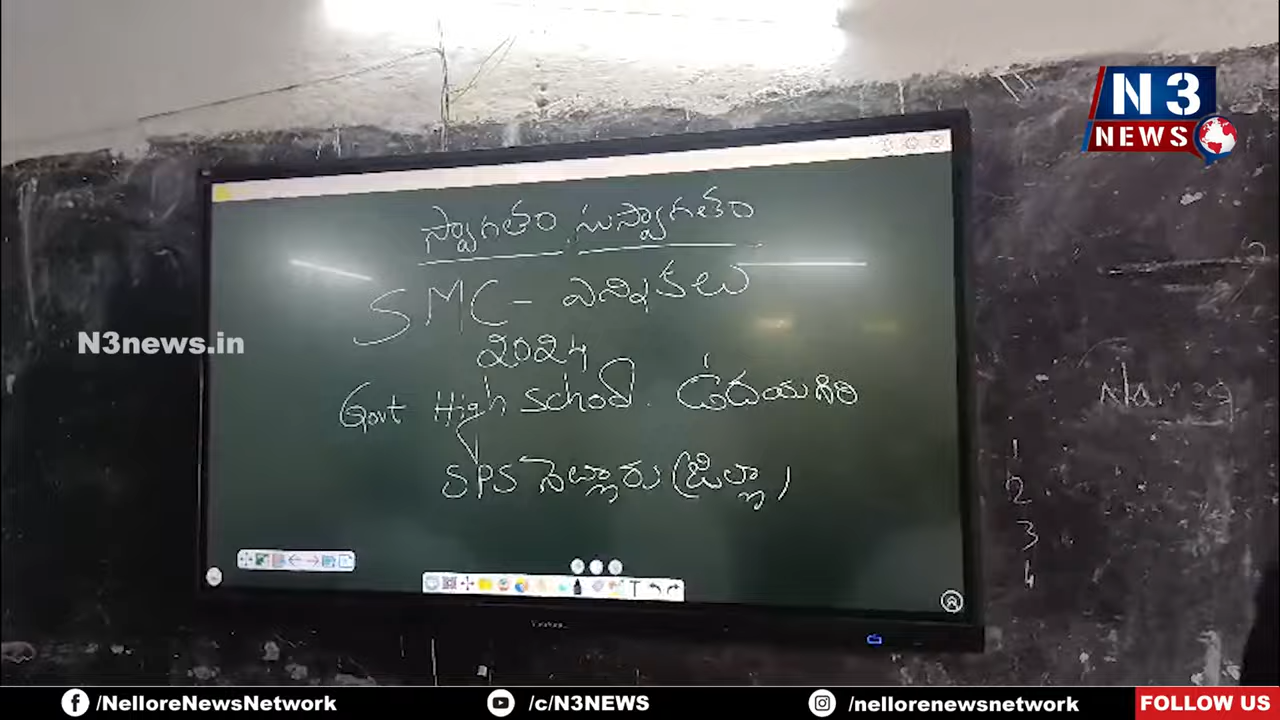 N3
NEWS
స్వాగతం సుస్వాగతం
SMC - ఎన్నికలు
2024
Govt High School. ఉదయగిరి
SPS నెల్లూరు (జిల్లా)
N3news.in
Name
1
2
3
4
/NelloreNewsNetwork
/c/N3NEWS
/nellorenewsnetwork
FOLLOW US